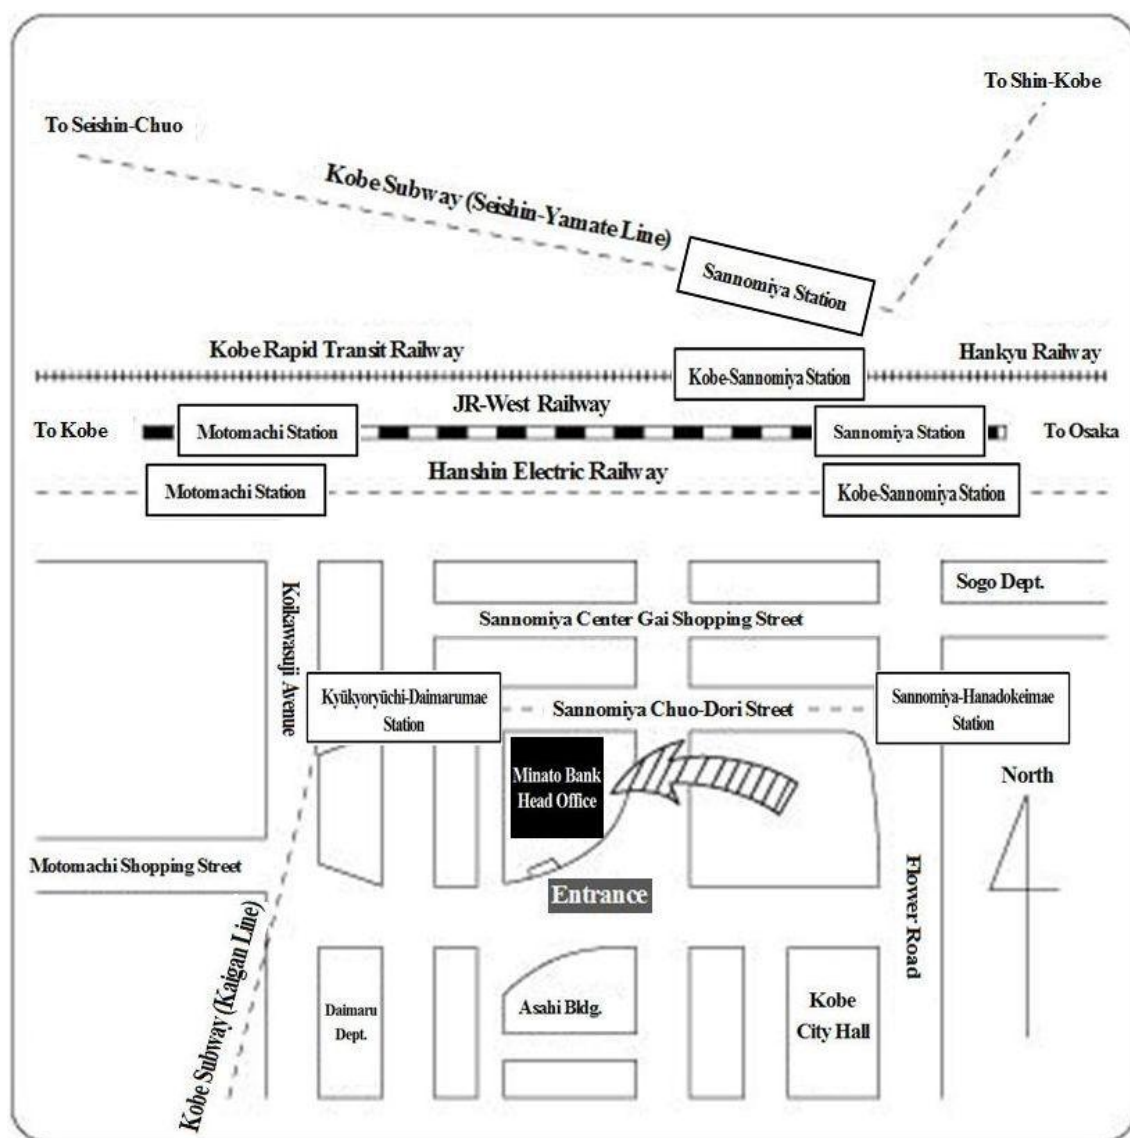 To Shin-Kobe
To Seishin-Chuo
Kobe Subway (Seishin-Yamate Line)
Sannomiya Station
Kobe Rapid Transit Railway
Kobe-Sannomiya Station
Hankyu Railway
JR-West Railway
To Kobe
Motomachi Station
Sannomiya Station
To Osaka
Hanshin Electric Railway
Motomachi Station
Kobe-Sannomiya Station
Koikawasuji Avenue
Sogo Dept.
Sannomiya Center Gai Shopping Street
Kyūkyoryūchi-Daimarumae
Station
Sannomiya Chuo-Dori Street
Sannomiya-Hanadokeimae
Station
Minato Bank
Head Office
North
Motomachi Shopping Street
Entrance
Flower Road
Kobe Subway (Kaigan Line)
Daimaru
Dept.
Asahi Bldg.
Kobe
City Hall